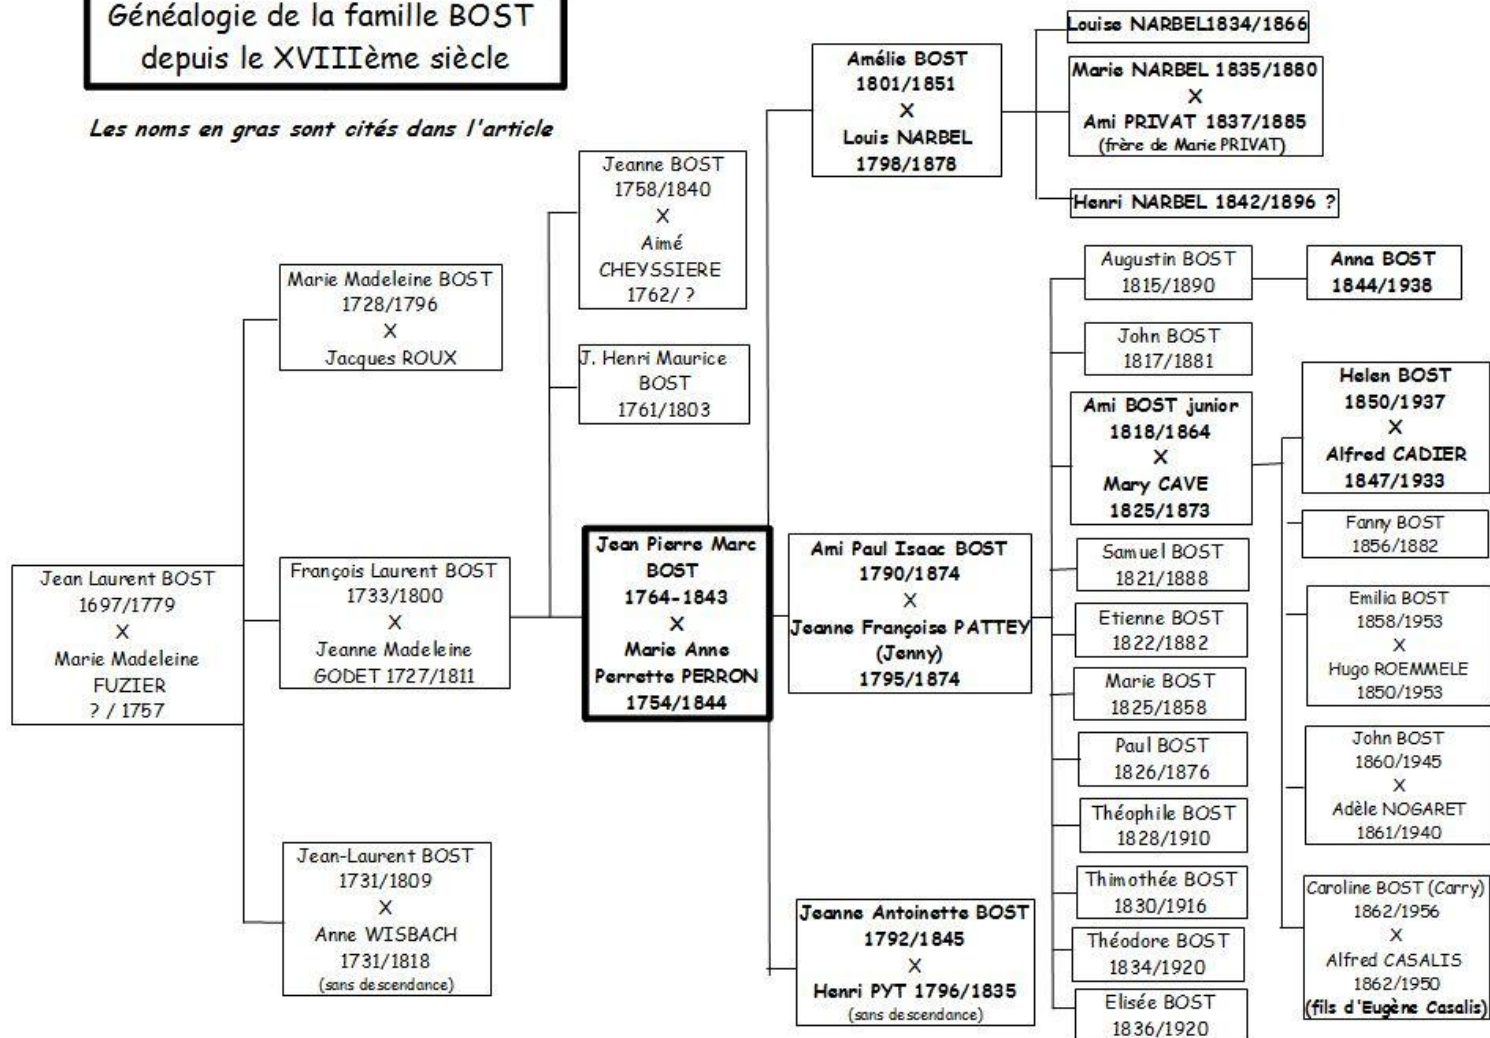 Généalogie de la famille BOST
depuis le XVIIIème siècle
Les noms en gras sont cités dans l'article
Jean Laurent BOST
1697/1779
X
Marie Madeleine
FUZIER
? / 1757
Marie Madeleine BOST
1728/1796
X
Jacques ROUX
François Laurent BOST
1733/1800
X
Jeanne Madeleine
GODET 1727/1811
Jean-Laurent BOST
1731/1809
X
Anne WISBACH
1731/1818
(sans descendance)
Jeanne BOST
1758/1840
X
Aimé
CHEYSSIERE
1762/ ?
J. Henri Maurice
BOST
1761/1803
Jean Pierre Marc
BOST
1764-1843
X
Marie Anne
Perrette PERRON
1754/1844
Amélie BOST
1801/1851
X
Louis NARBEL
1798/1878
Ami Paul Isaac BOST
1790/1874
X
Jeanne Françoise PATTEY
(Jenny)
1795/1874
Jeanne Antoinette BOST
1792/1845
X
Henri PYT 1796/1835
(sans descendance)
Louise NARBEL1834/1866
Marie NARBEL 1835/1880
X
Ami PRIVAT 1837/1885
(frère de Marie PRIVAT)
Henri NARBEL 1842/1896 ?
Augustin BOST
1815/1890
John BOST
1817/1881
Ami BOST junior
1818/1864
X
Mary CAVE
1825/1873
Samuel BOST
1821/1888
Etienne BOST
1822/1882
Marie BOST
1825/1858
Paul BOST
1826/1876
Théophile BOST
1828/1910
Thimothée BOST
1830/1916
Théodore BOST
1834/1920
Elisée BOST
1836/1920
Anna BOST
1844/1938
Helen BOST
1850/1937
X
Alfred CADIER
1847/1933
Fanny BOST
1856/1882
Emilia BOST
1858/1953
X
Hugo ROEMMELE
1850/1953
John BOST
1860/1945
X
Adèle NOGARET
1861/1940
Caroline BOST (Carry)
1862/1956
X
Alfred CASALIS
1862/1950
(fils d'Eugène Casalis)